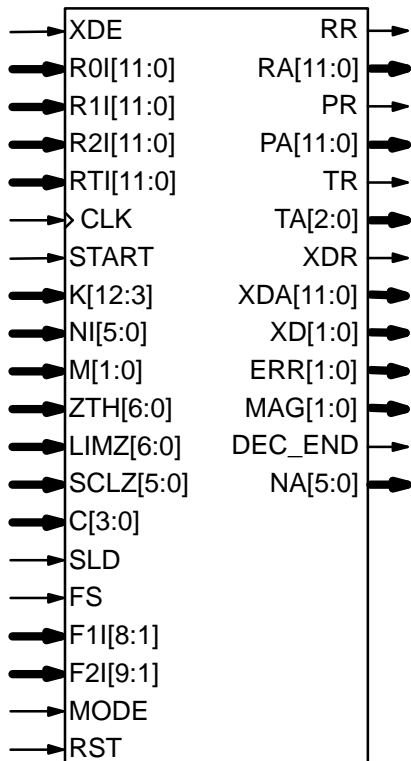 XDE RR
R0I[11:0] RA[11:0]
R1I[11:0] PR
R2I[11:0] PA[11:0]
RTI[11:0] TR
CLK TA[2:0]
START XDR
K[12:3] XDA[11:0]
NI[5:0] XD[1:0]
M[1:0] ERR[1:0]
ZTH[6:0] MAG[1:0]
LIMZ[6:0] DEC_END
SCLZ[5:0] NA[5:0]
C[3:0]
SLD
FS
F1I[8:1]
F2I[9:1]
MODE
RST